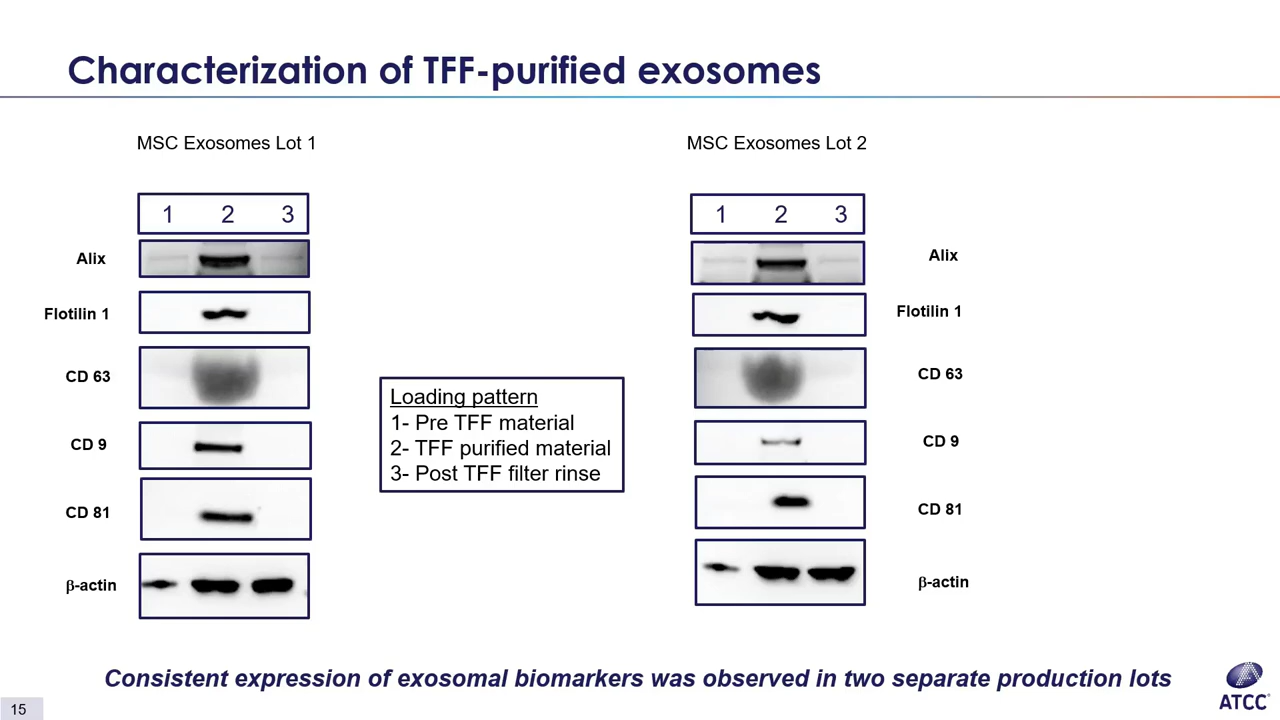 Characterization of TFF-purified exosomes
MSC Exosomes Lot 1
1 2 3
Alix
Flotilin 1
CD 63
CD 9
CD 81
β-actin
Loading pattern
1- Pre TFF material
2- TFF purified material
3- Post TFF filter rinse
MSC Exosomes Lot 2
1 2 3
Alix
Flotilin 1
CD 63
CD 9
CD 81
β-actin
Consistent expression of exosomal biomarkers was observed in two separate production lots
15
ATCC